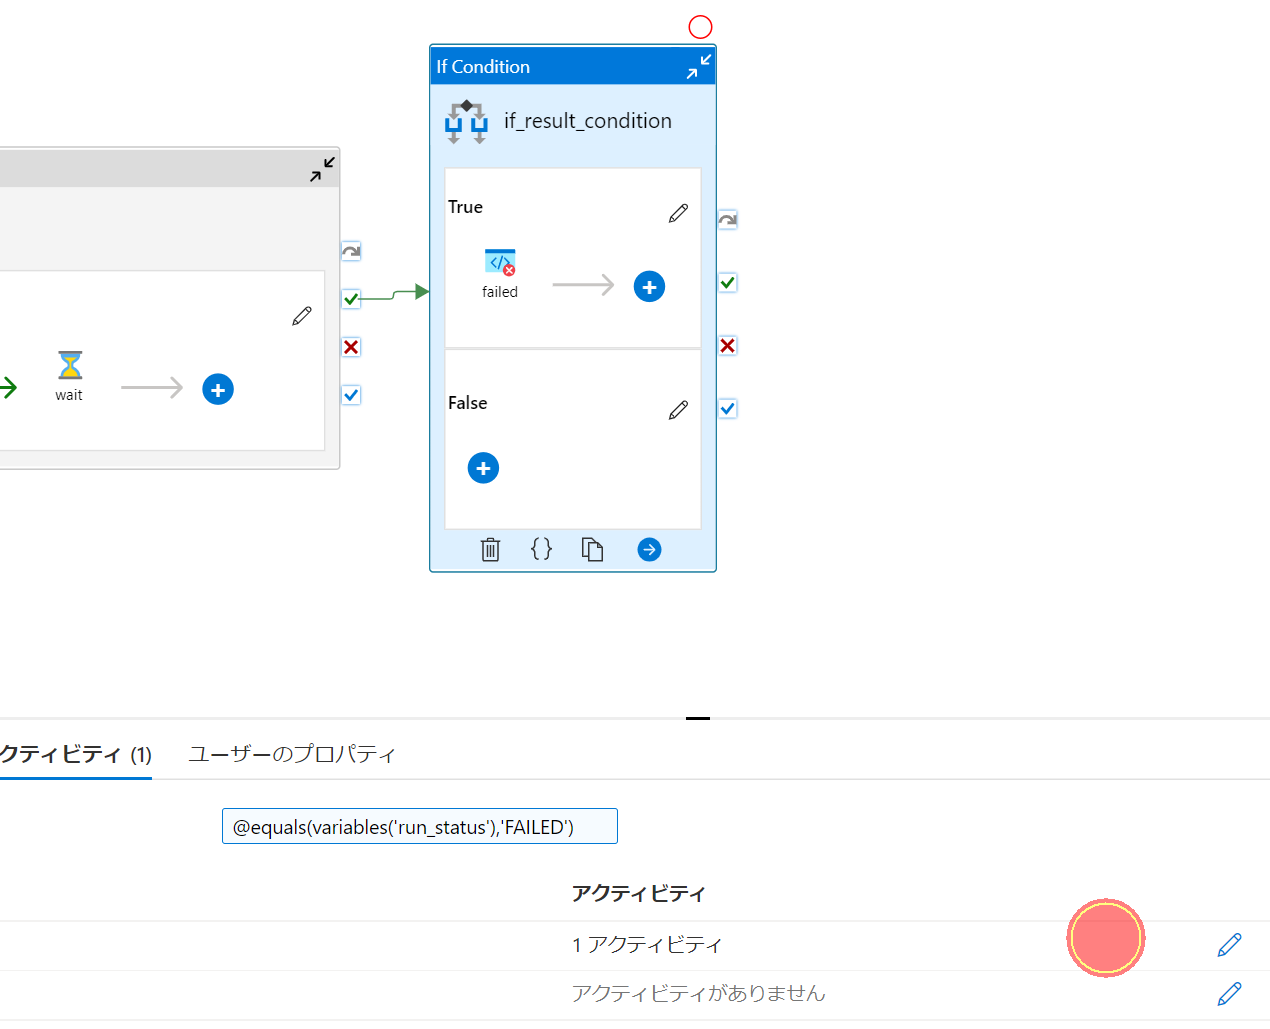 If Condition
if_result_condition
True
failed
wait
False
クティビティ (1)
ユーザーのプロパティ
@equals(variables('run_status'),'FAILED')
アクティビティ
1 アクティビティ
アクティビティがありません